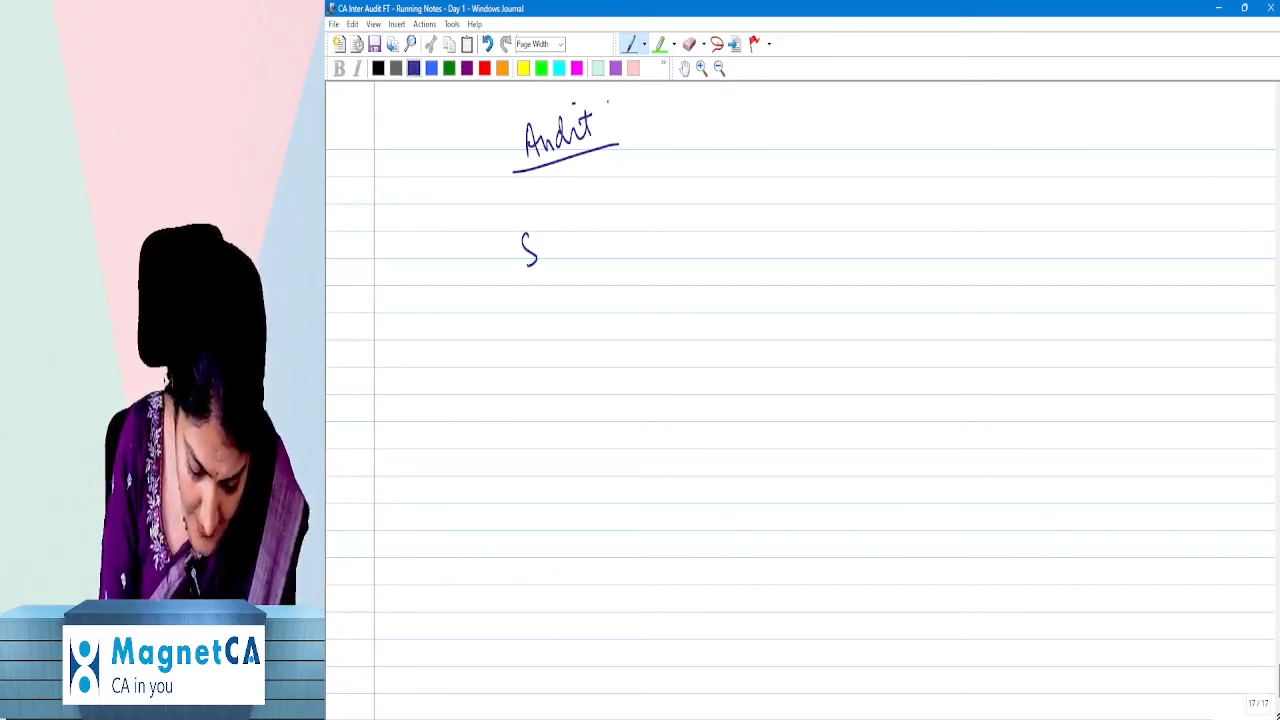 CA Inter Audit FT - Running Notes - Day 1 - Windows Journal
File Edit View Insert Actions Tools Help
Page Width
B I
Audit
S
MagnetCA
CA in you
17 / 17